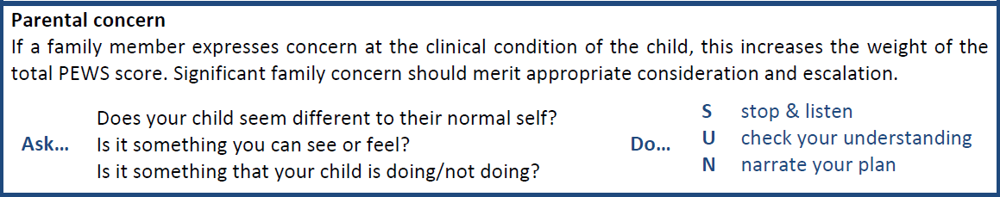 Parental concern
If a family member expresses concern at the clinical condition of the child, this increases the weight of the
total PEWS score. Significant family concern should merit appropriate consideration and escalation.
Ask...
Does your child seem different to their normal self?
Is it something you can see or feel?
Is it something that your child is doing/not doing?
Do...
S stop & listen
U check your understanding
N narrate your plan